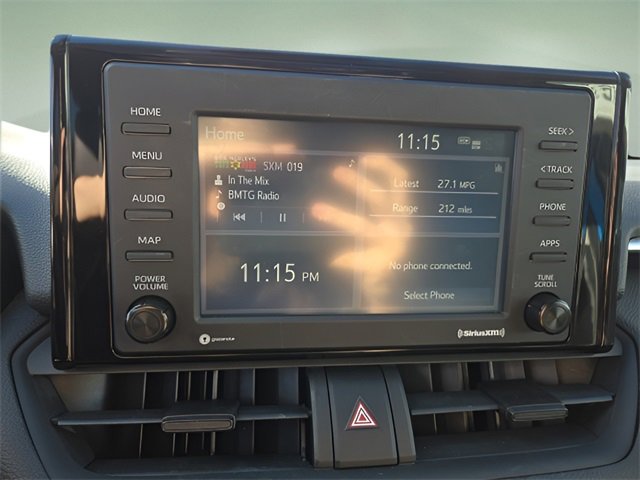 HOME
MENU
AUDIO
MAP
POWER
VOLUME
Home
11:15
SXM 019
In The Mix
BMTG Radio
11:15 PM
Latest 27.1 MPG
Range 212 miles
No phone connected.
Select Phone
SEEK >
< TRACK
PHONE
APPS
TUNE
SCROLL
gracenote
SiriusXM